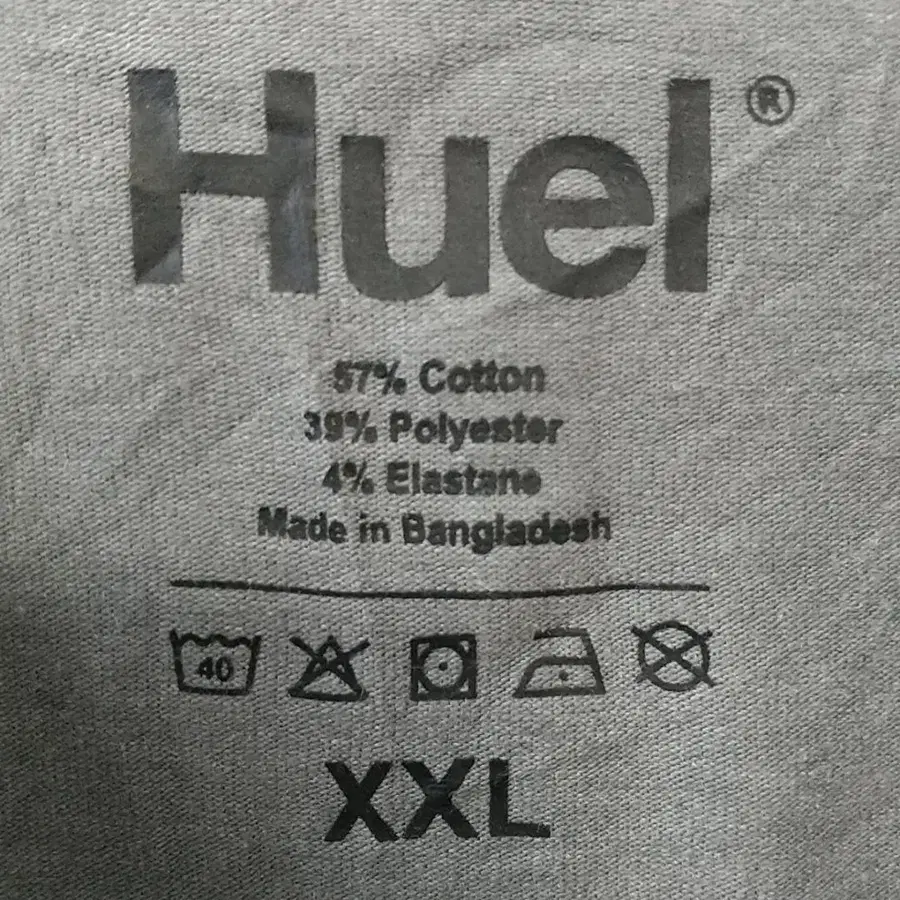 Huel®
57% Cotton
39% Polyester
4% Elastane
Made in Bangladesh
40
XXL